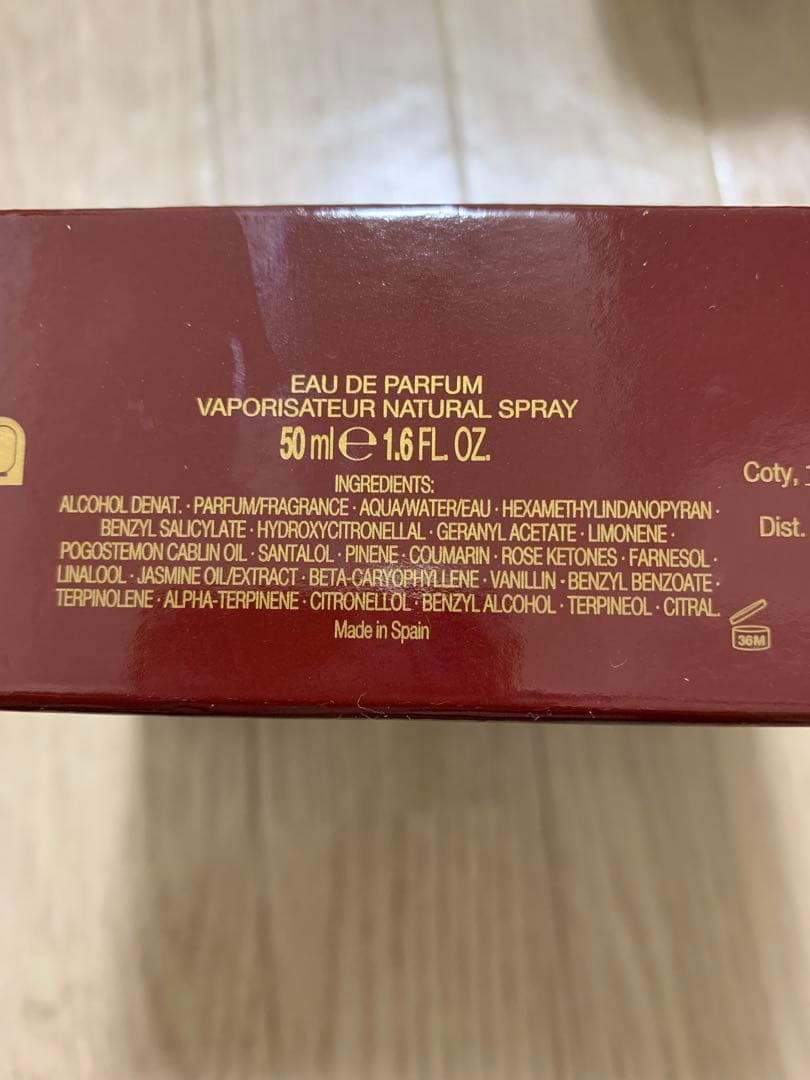 EAU DE PARFUM
VAPORISATEUR NATURAL SPRAY
50 ml ℮ 1.6 FL. OZ.
INGREDIENTS:
ALCOHOL DENAT. · PARFUM/FRAGRANCE · AQUA/WATER/EAU · HEXAMETHYLINDANOPYRAN ·
BENZYL SALICYLATE · HYDROXYCITRONELLAL · GERANYL ACETATE · LIMONENE ·
POGOSTEMON CABLIN OIL · SANTALOL · PINENE · COUMARIN · ROSE KETONES · FARNESOL ·
LINALOOL · JASMINE OIL/EXTRACT · BETA-CARYOPHYLLENE · VANILLIN · BENZYL BENZOATE ·
TERPINOLENE · ALPHA-TERPINENE · CITRONELLOL · BENZYL ALCOHOL · TERPINEOL · CITRAL.
Made in Spain
36M
Coty,
Dist.